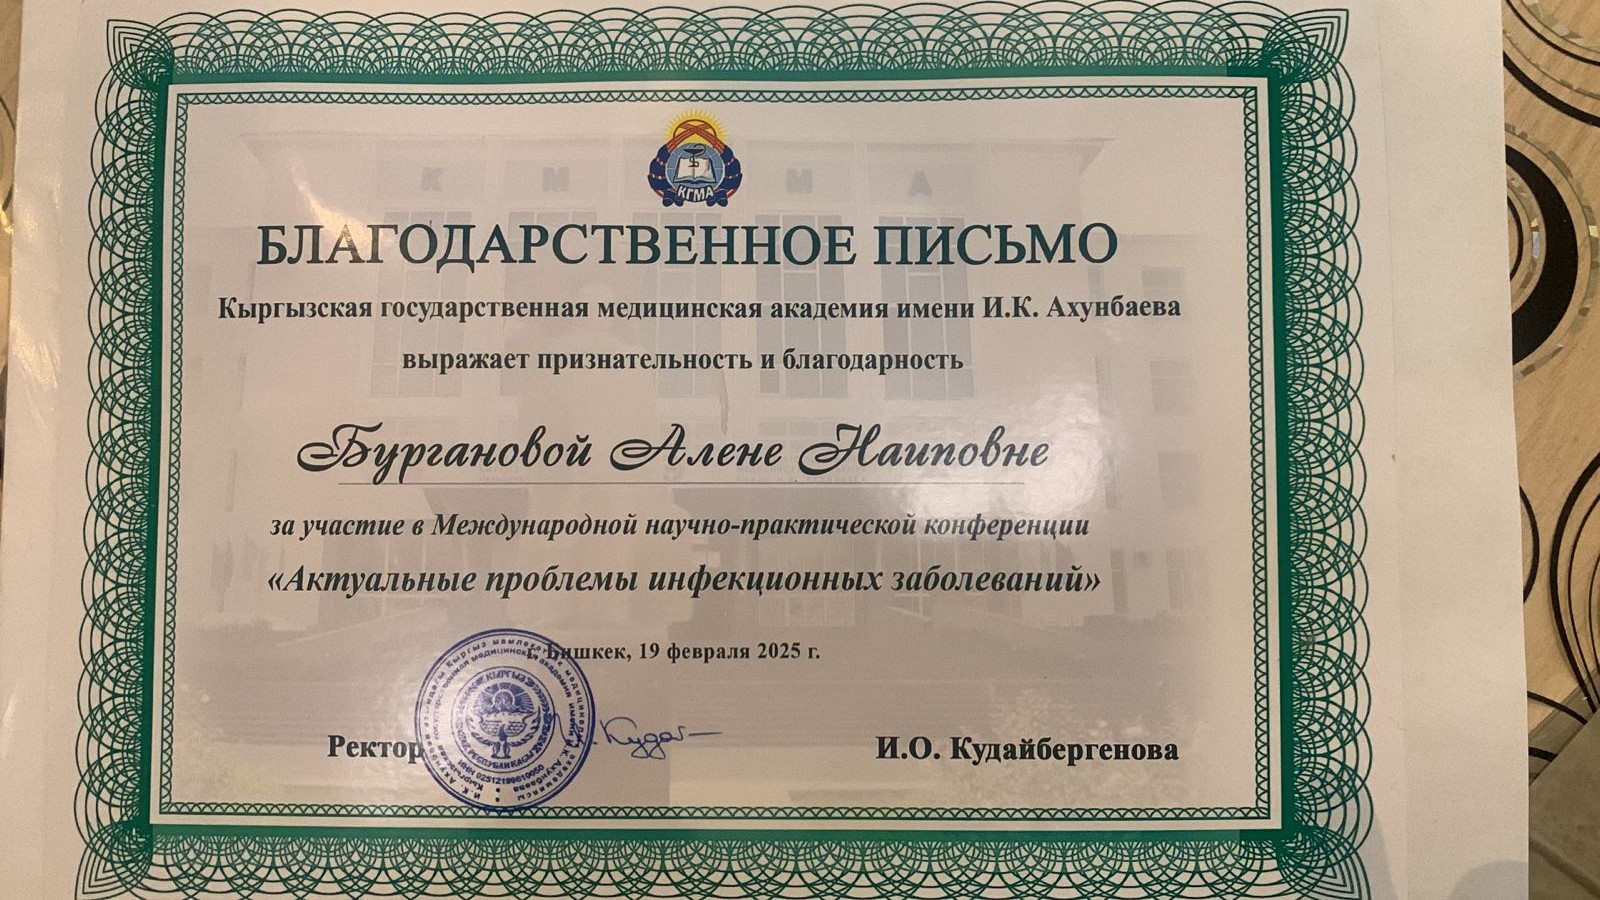 К М М А
КГМА
БЛАГОДАРСТВЕННОЕ ПИСЬМО
Кыргызская государственная медицинская академия имени И.К. Ахунбаева
выражает признательность и благодарность
Бургановой Алене Наиповне
за участие в Международной научно-практической конференции
«Актуальные проблемы инфекционных заболеваний»
г. Бишкек, 19 февраля 2025 г.
Ректор
И.О. Кудайбергенова